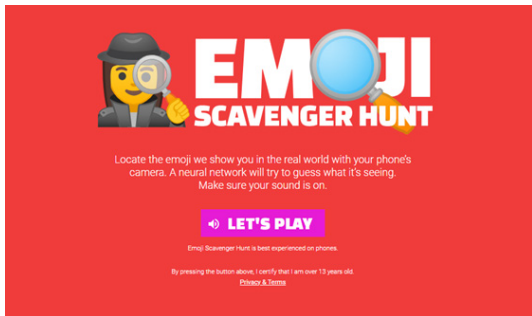 EMOJI
SCAVENGER HUNT
Locate the emoji we show you in the real world with your phone's
camera. A neural network will try to guess what it's seeing.
Make sure your sound is on.
LET'S PLAY
Emoji Scavenger Hunt is best experienced on phones.
By pressing the button above, I certify that I am over 13 years old.
Privacy & Terms